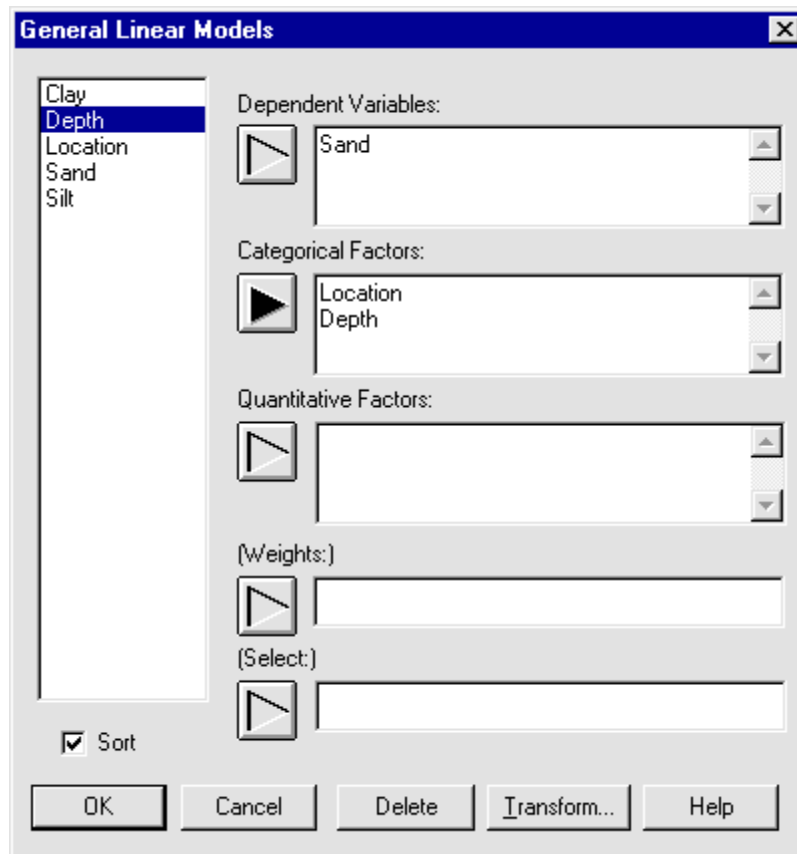 General Linear Models
Clay
Depth
Location
Sand
Silt
Sort
Dependent Variables:
Sand
Categorical Factors:
Location
Depth
Quantitative Factors:
(Weights:)
(Select:)
OK
Cancel
Delete
Transform...
Help